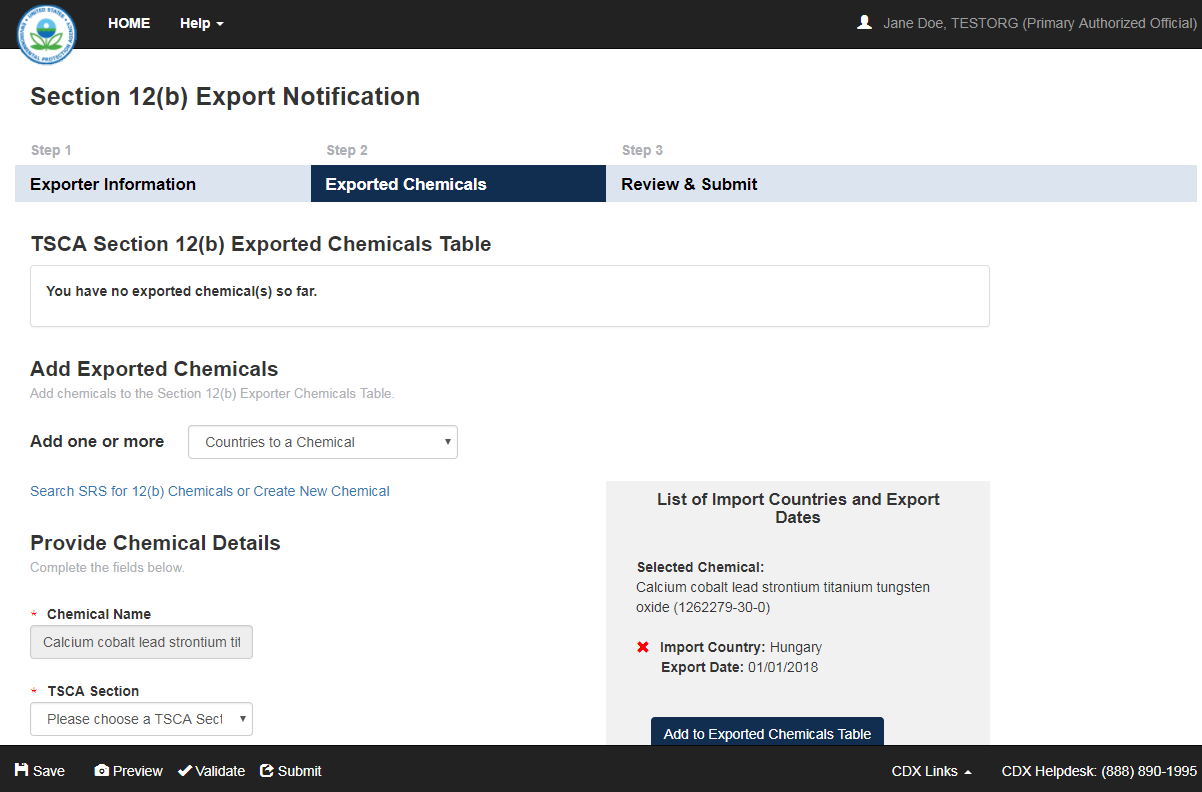 HOME
Help
Jane Doe, TESTORG (Primary Authorized Official)
Section 12(b) Export Notification
Step 1
Step 2
Step 3
Exporter Information
Exported Chemicals
Review & Submit
TSCA Section 12(b) Exported Chemicals Table
You have no exported chemical(s) so far.
Add Exported Chemicals
Add chemicals to the Section 12(b) Exporter Chemicals Table.
Add one or more
Countries to a Chemical
Search SRS for 12(b) Chemicals or Create New Chemical
Provide Chemical Details
Complete the fields below.
* Chemical Name
Calcium cobalt lead strontium tit
* TSCA Section
Please choose a TSCA Sect
List of Import Countries and Export
Dates
Selected Chemical:
Calcium cobalt lead strontium titanium tungsten
oxide (1262279-30-0)
Import Country: Hungary
Export Date: 01/01/2018
Add to Exported Chemicals Table
Save
Preview
Validate
Submit
CDX Links
CDX Helpdesk: (888) 890-1995